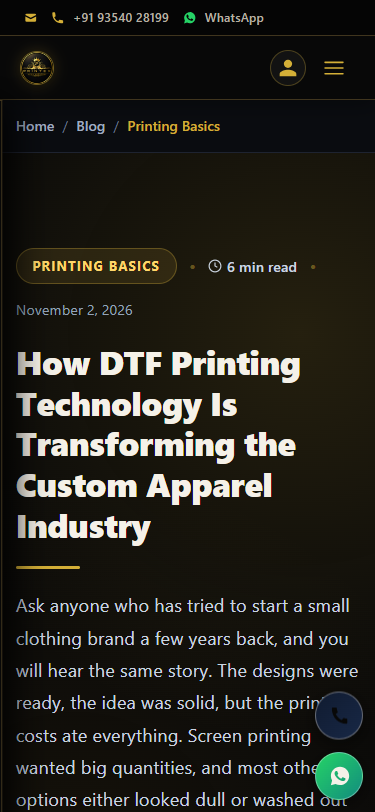 +91 93540 28199 WhatsApp
Home / Blog / Printing Basics
PRINTING BASICS • 6 min read •
November 2, 2026
How DTF Printing
Technology Is
Transforming the
Custom Apparel
Industry
Ask anyone who has tried to start a small
clothing brand a few years back, and you
will hear the same story. The designs were
ready, the idea was solid, but the
costs ate everything. Screen printing
wanted big quantities, and most
options either looked dull or washed out